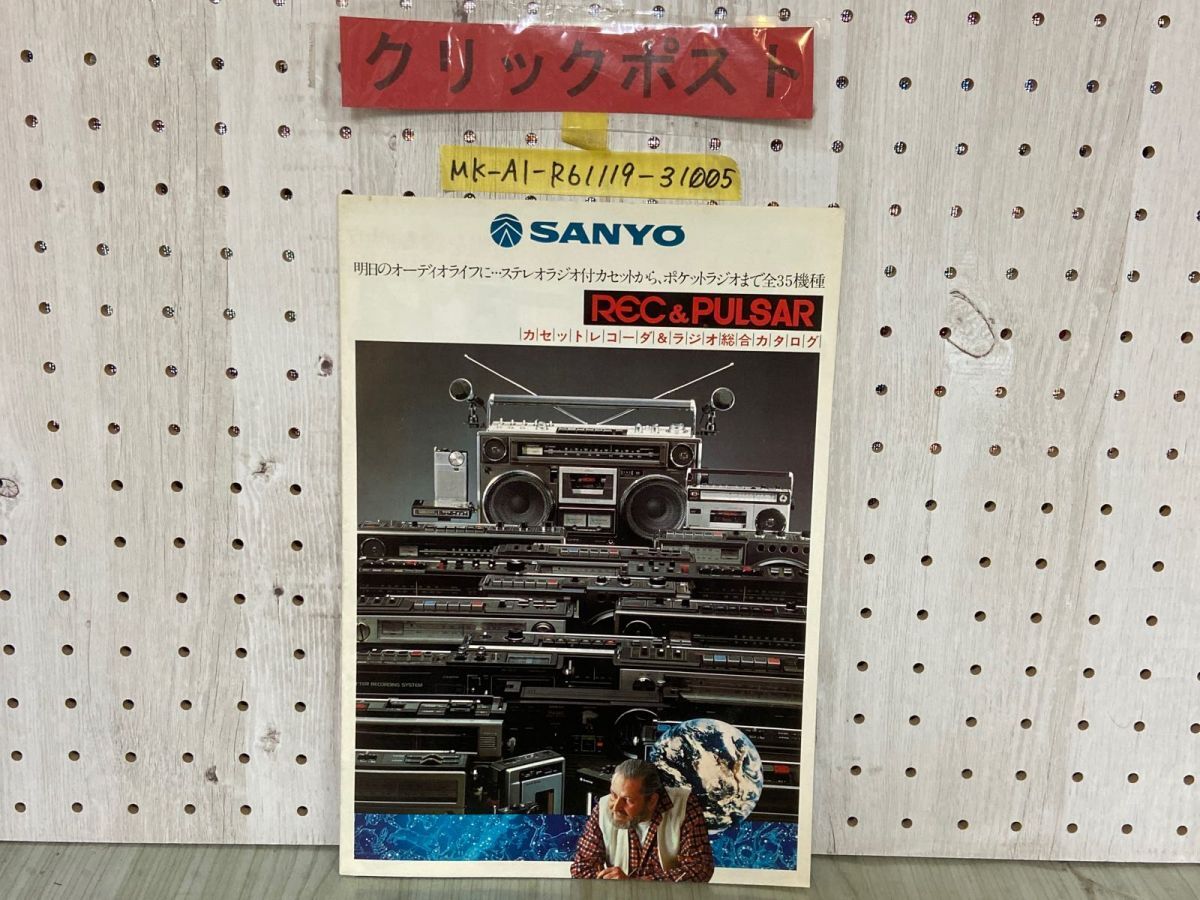 クリックポスト
MK-A1-R61119-31005
SANYO
明日のオーディオライフに…ステレオラジオ付カセットから、ポケットラジオまで全35機種
REC & PULSAR
カセットレコーダ&ラジオ総合カタログ